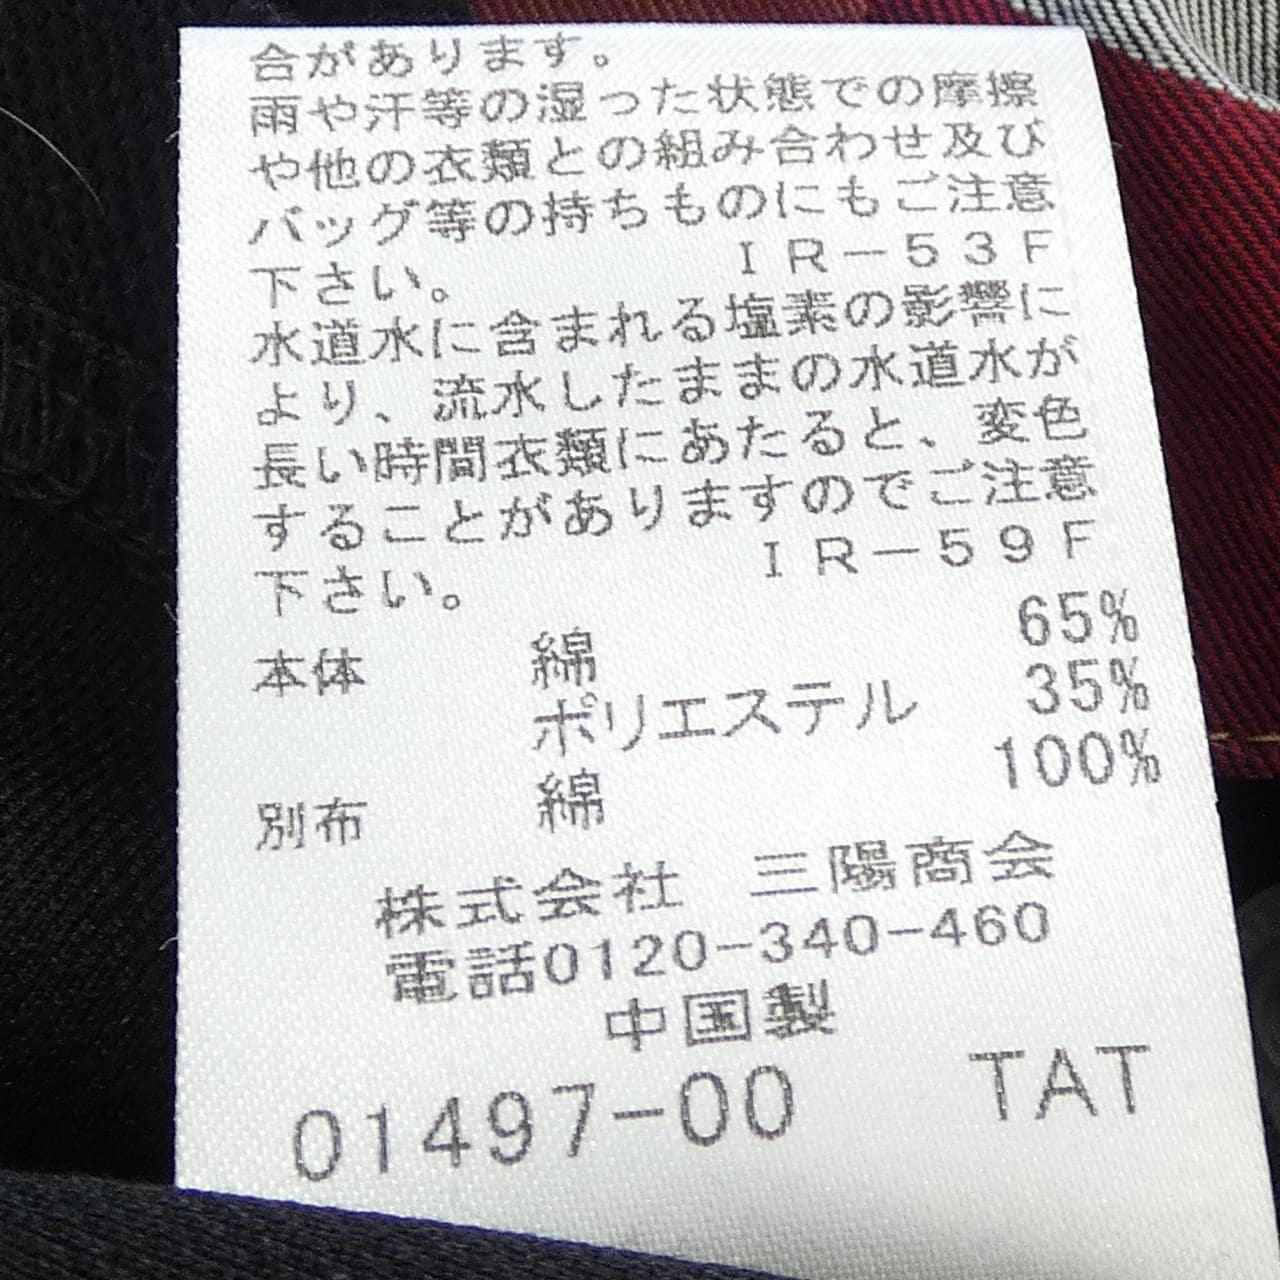 合があります。
雨や汗等の湿った状態での摩擦
や他の衣類との組み合わせ及び
バッグ等の持ちものにもご注意
下さい。 ＩＲ－５３Ｆ
水道水に含まれる塩素の影響に
より、流水したままの水道水が
長い時間衣類にあたると、変色
することがありますのでご注意
下さい。 ＩＲ－５９Ｆ
本体 綿 65%
ポリエステル 35%
別布 綿 100%
株式会社 三陽商会
電話0120-340-460
中国製
01497-00 TAT